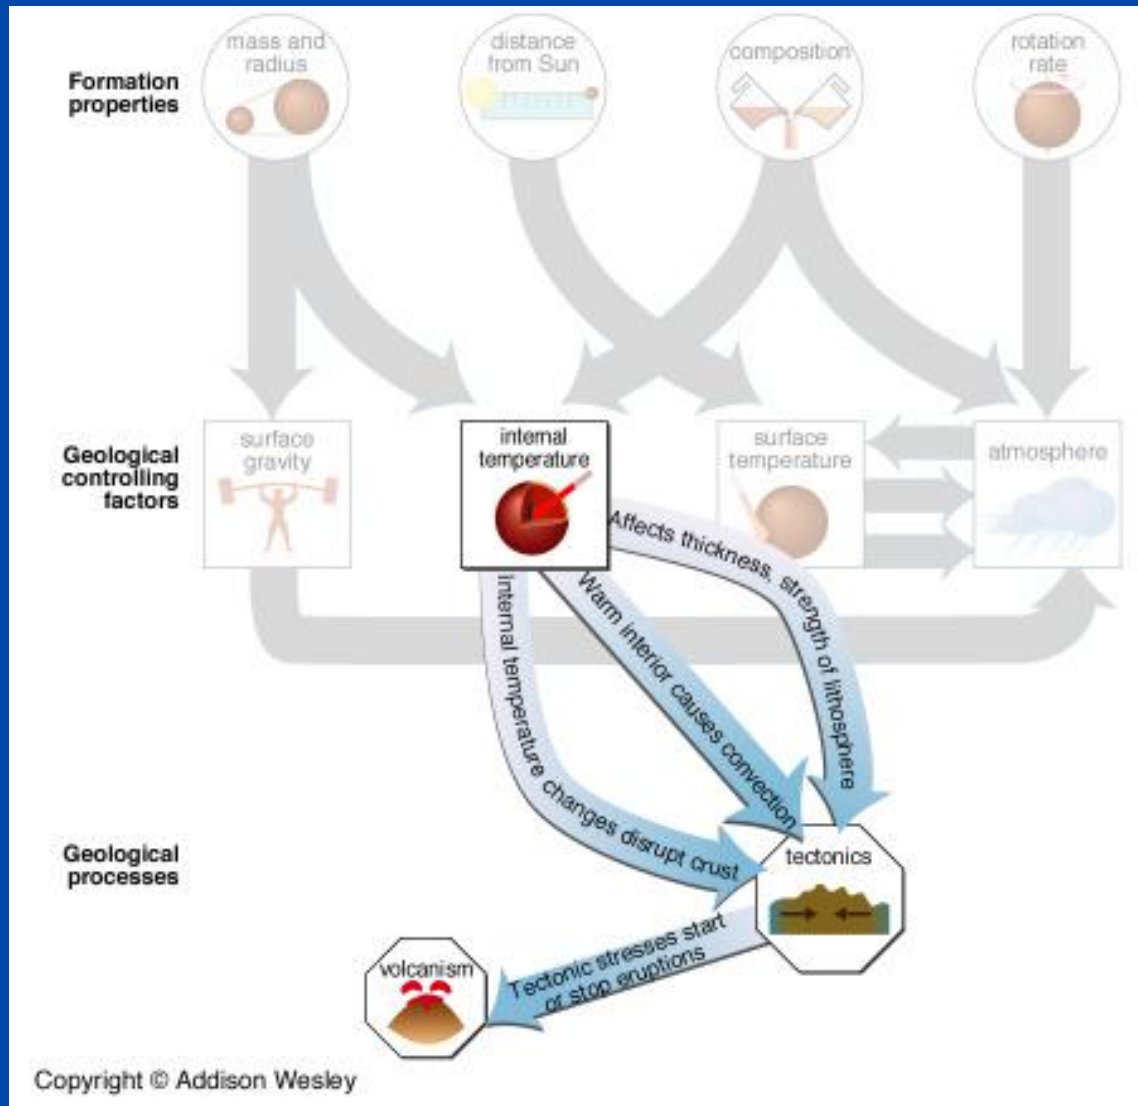 mass and
radius
distance
from Sun
composition
rotation
rate
Formation
properties
Geological
controlling
factors
surface
gravity
internal
temperature
surface
temperature
atmosphere
Affects thickness, strength of lithosphere
Warm interior causes convection
internal temperature changes disrupt crust
Geological
processes
tectonics
Tectonic stresses start
or stop eruptions
volcanism
Copyright © Addison Wesley